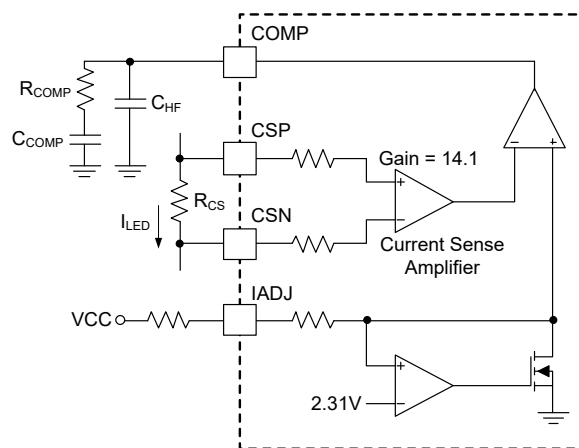 COMP
RCOMP
CHF
CCOMP
CSP
Gain = 14.1
RCS
ILED
CSN
Current Sense
Amplifier
IADJ
VCC
2.31V
+
−
+
−
+
−